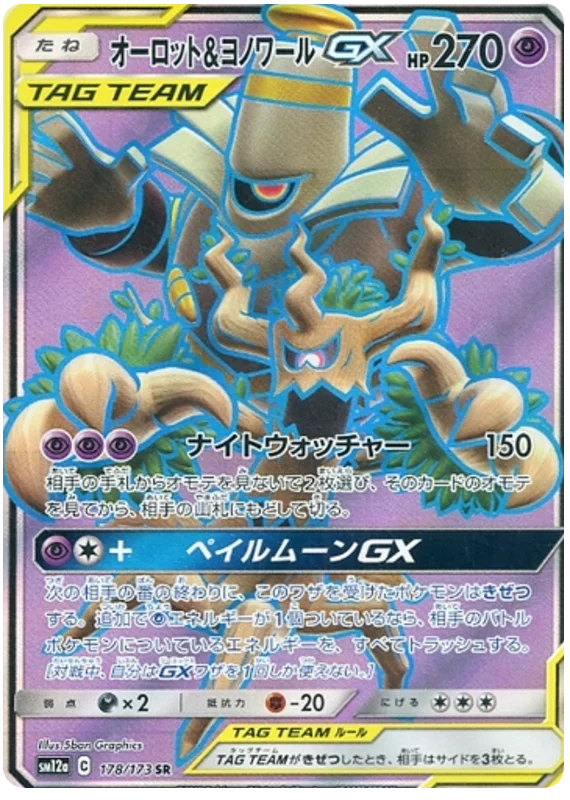 たね オーロット&ヨノワールGX HP270
TAG TEAM
ナイトウォッチャー 150
相手の手札からオモテを見ないで2枚選び、そのカードのオモテ
を見てから、相手の山札にもどして切る。
+ ペイルムーンGX
次の相手の番の終わりに、このワザを受けたポケモンはきぜつ
する。追加でエネルギーが1個ついているなら、相手のバトル
ポケモンについているエネルギーを、すべてトラッシュする。
[対戦中、自分はGXワザを1回しか使えない。]
弱点 ×2 抵抗力 -20 にげる
TAG TEAM ルール
Illus. 5ban Graphics
TAG TEAMがきぜつしたとき、相手はサイドを3枚とる。
sm12a C 178/173 SR